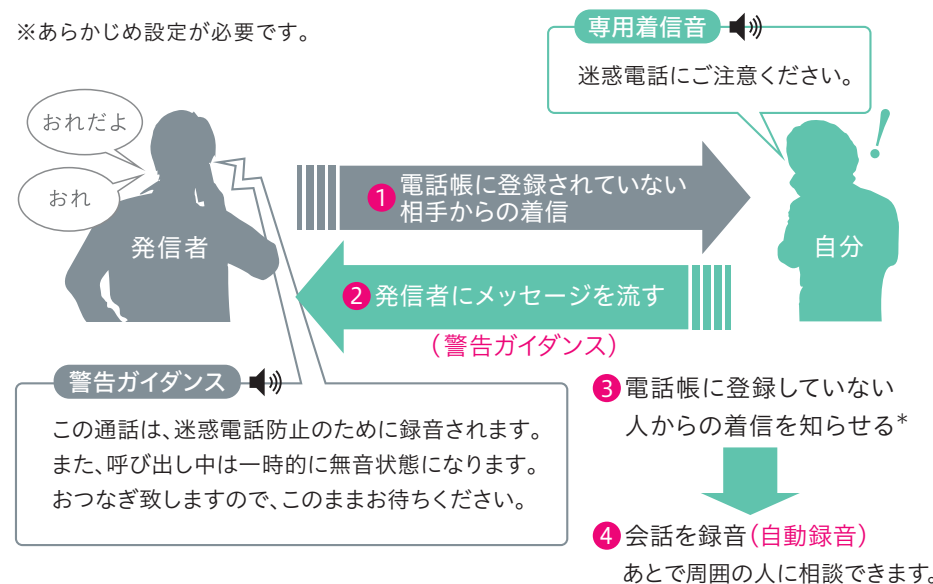 ※あらかじめ設定が必要です。
専用着信音
迷惑電話にご注意ください。
おれだよ
おれ
発信者
1 電話帳に登録されていない
相手からの着信
自分
2 発信者にメッセージを流す
(警告ガイダンス)
警告ガイダンス
この通話は、迷惑電話防止のために録音されます。
また、呼び出し中は一時的に無音状態になります。
おつなぎ致しますので、このままお待ちください。
3 電話帳に登録していない
人からの着信を知らせる*
4 会話を録音(自動録音)
あとで周囲の人に相談できます。